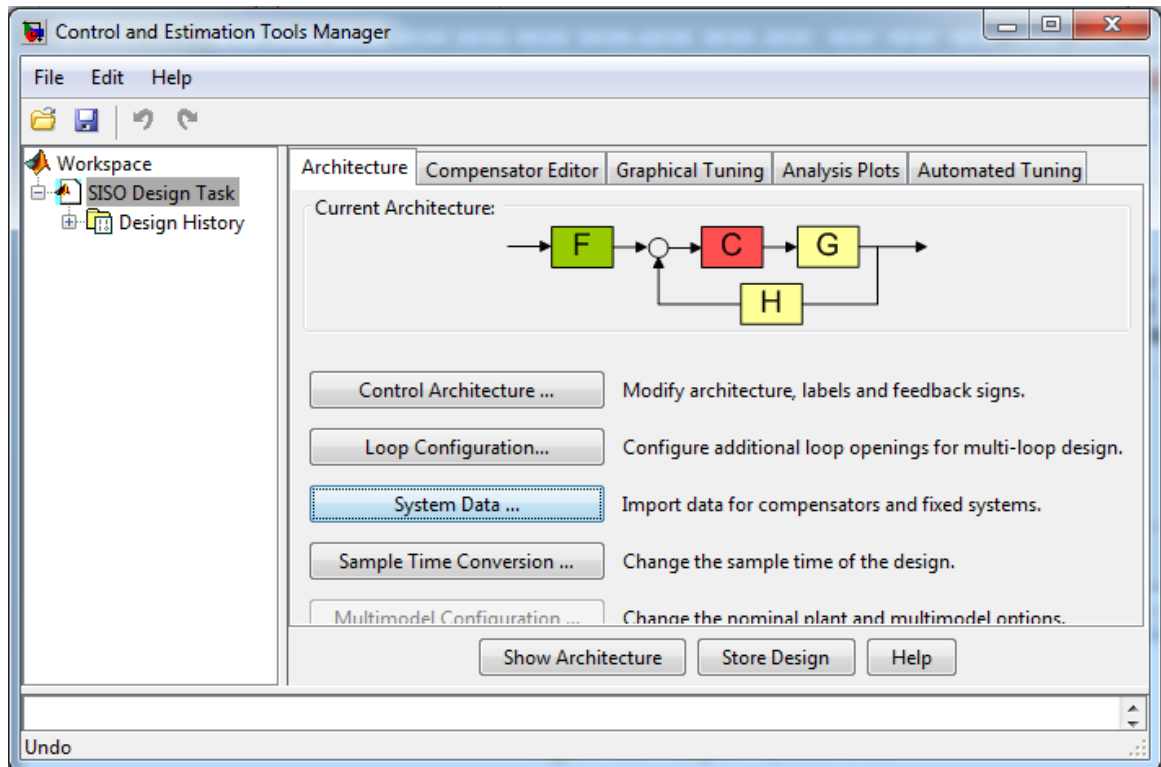 Control and Estimation Tools Manager
File Edit Help
Workspace
SISO Design Task
Design History
Architecture Compensator Editor Graphical Tuning Analysis Plots Automated Tuning
Current Architecture:
F C G
H
Control Architecture ... Modify architecture, labels and feedback signs.
Loop Configuration... Configure additional loop openings for multi-loop design.
System Data ... Import data for compensators and fixed systems.
Sample Time Conversion ... Change the sample time of the design.
Multimodel Configuration ... Change the nominal plant and multimodel options.
Show Architecture Store Design Help
Undo